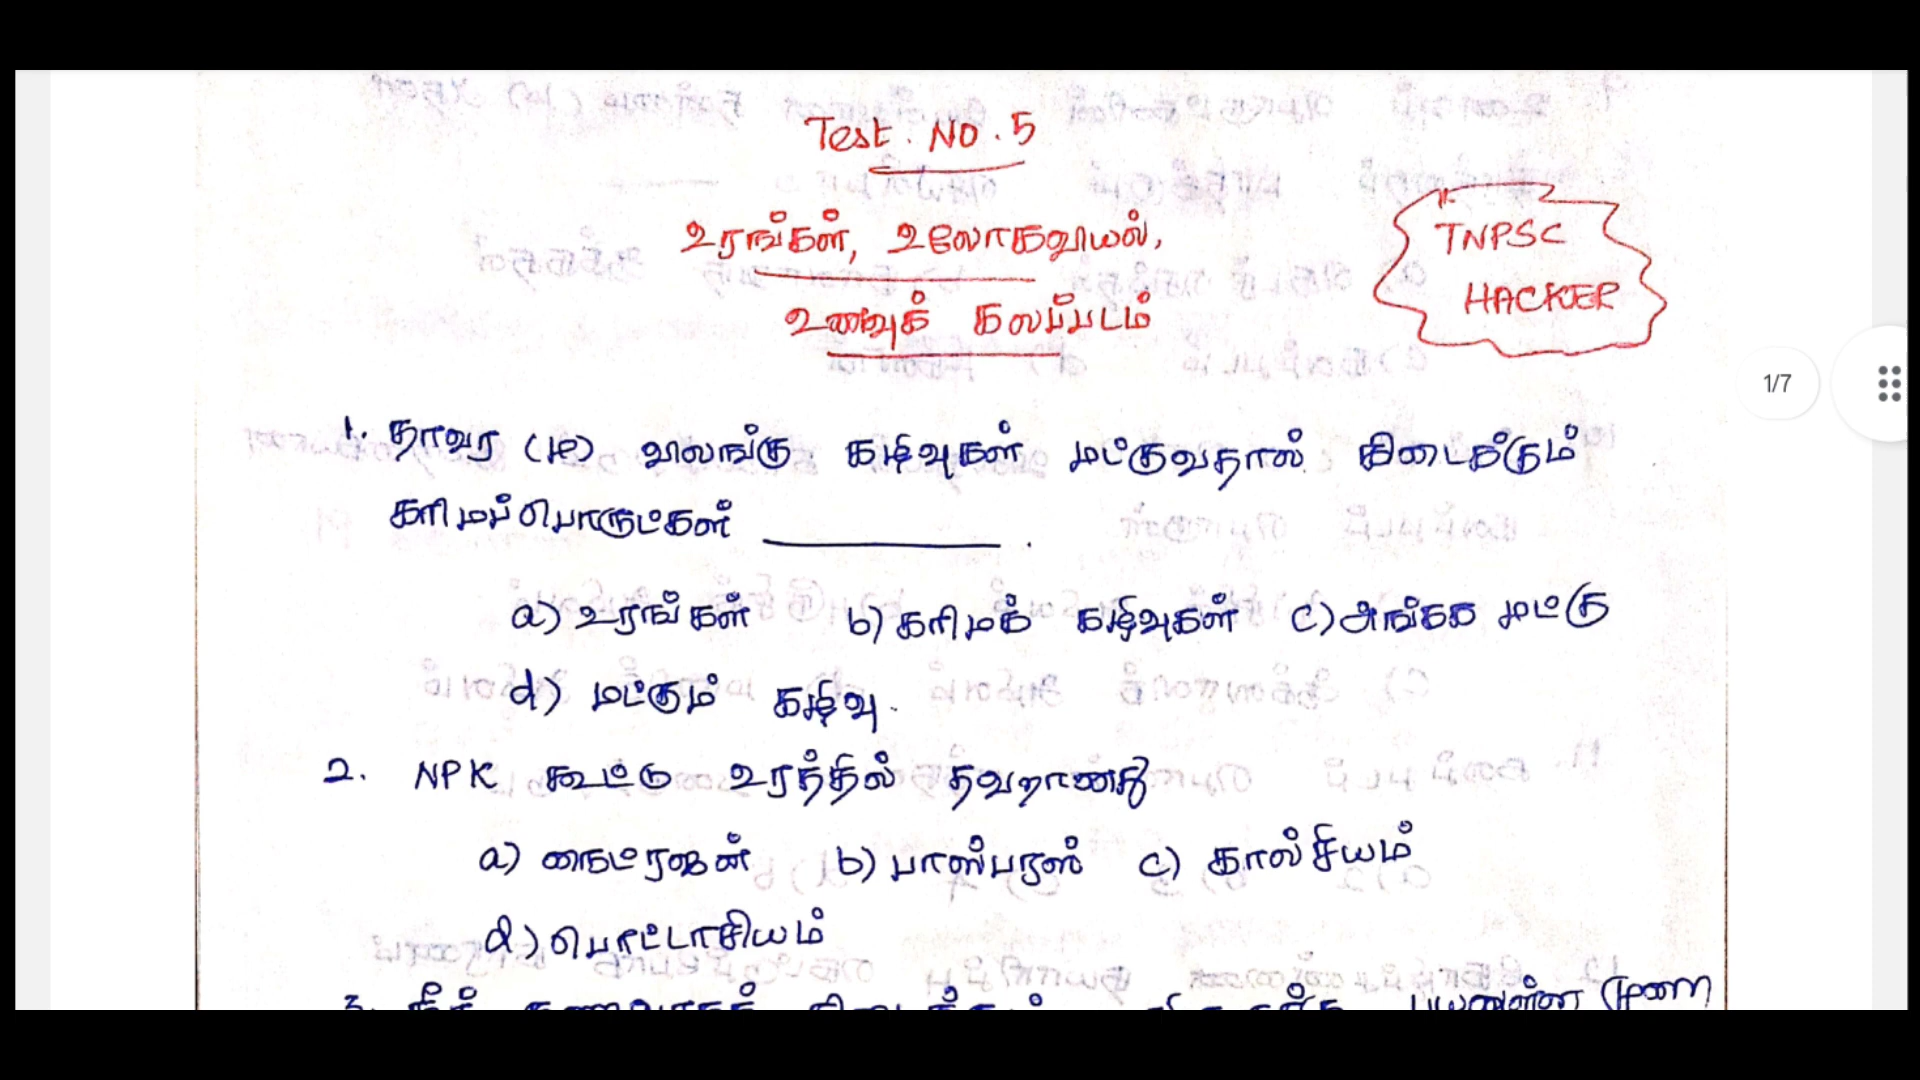 Test. No. 5
உரங்கள், உலோகவியல்,
உணவுக் கலப்படம்
TNPSC
HACKER
1/7
1. தாவர (ம) விலங்கு கழிவுகள் மட்குவதால் கிடைக்கும்
கரிமப்பொருட்கள் ________ .
a) உரங்கள் b) கரிமக் கழிவுகள் c) அங்கக மட்கு
d) மட்கும் கழிவு.
2. NPK கூட்டு உரத்தில் தவறானது
a) நைட்ரஜன் b) பாஸ்பரஸ் c) கால்சியம்
d) பொட்டாசியம்